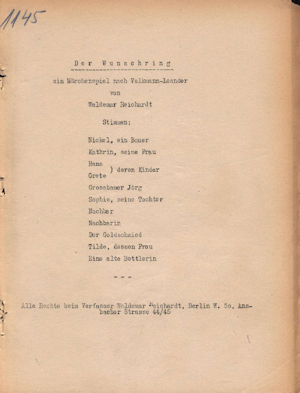 1145
Der Wunschring
ein Märchenspiel nach Volkmann-Leander
von
Waldemar Reichardt
Stimmen:
Nickel, ein Bauer
Kathrin, seine Frau
Hans
} deren Kinder
Grete
Grossbauer Jörg
Sophie, seine Tochter
Nachbar
Nachbarin
Der Goldschmied
Tilde, dessen Frau
Eine alte Bettlerin
- - -
Alle Rechte beim Verfasser Waldemar Reichardt, Berlin W. 50, Ans-
bacher Strasse 44/45